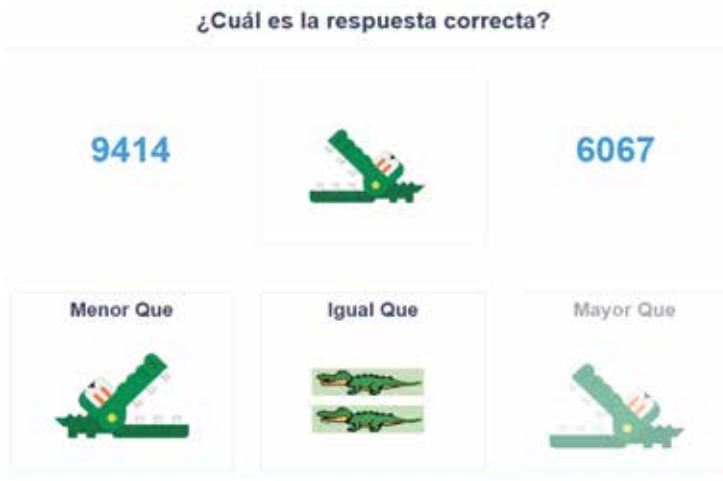 ¿Cuál es la respuesta correcta?
9414 6067
Menor Que Igual Que Mayor Que